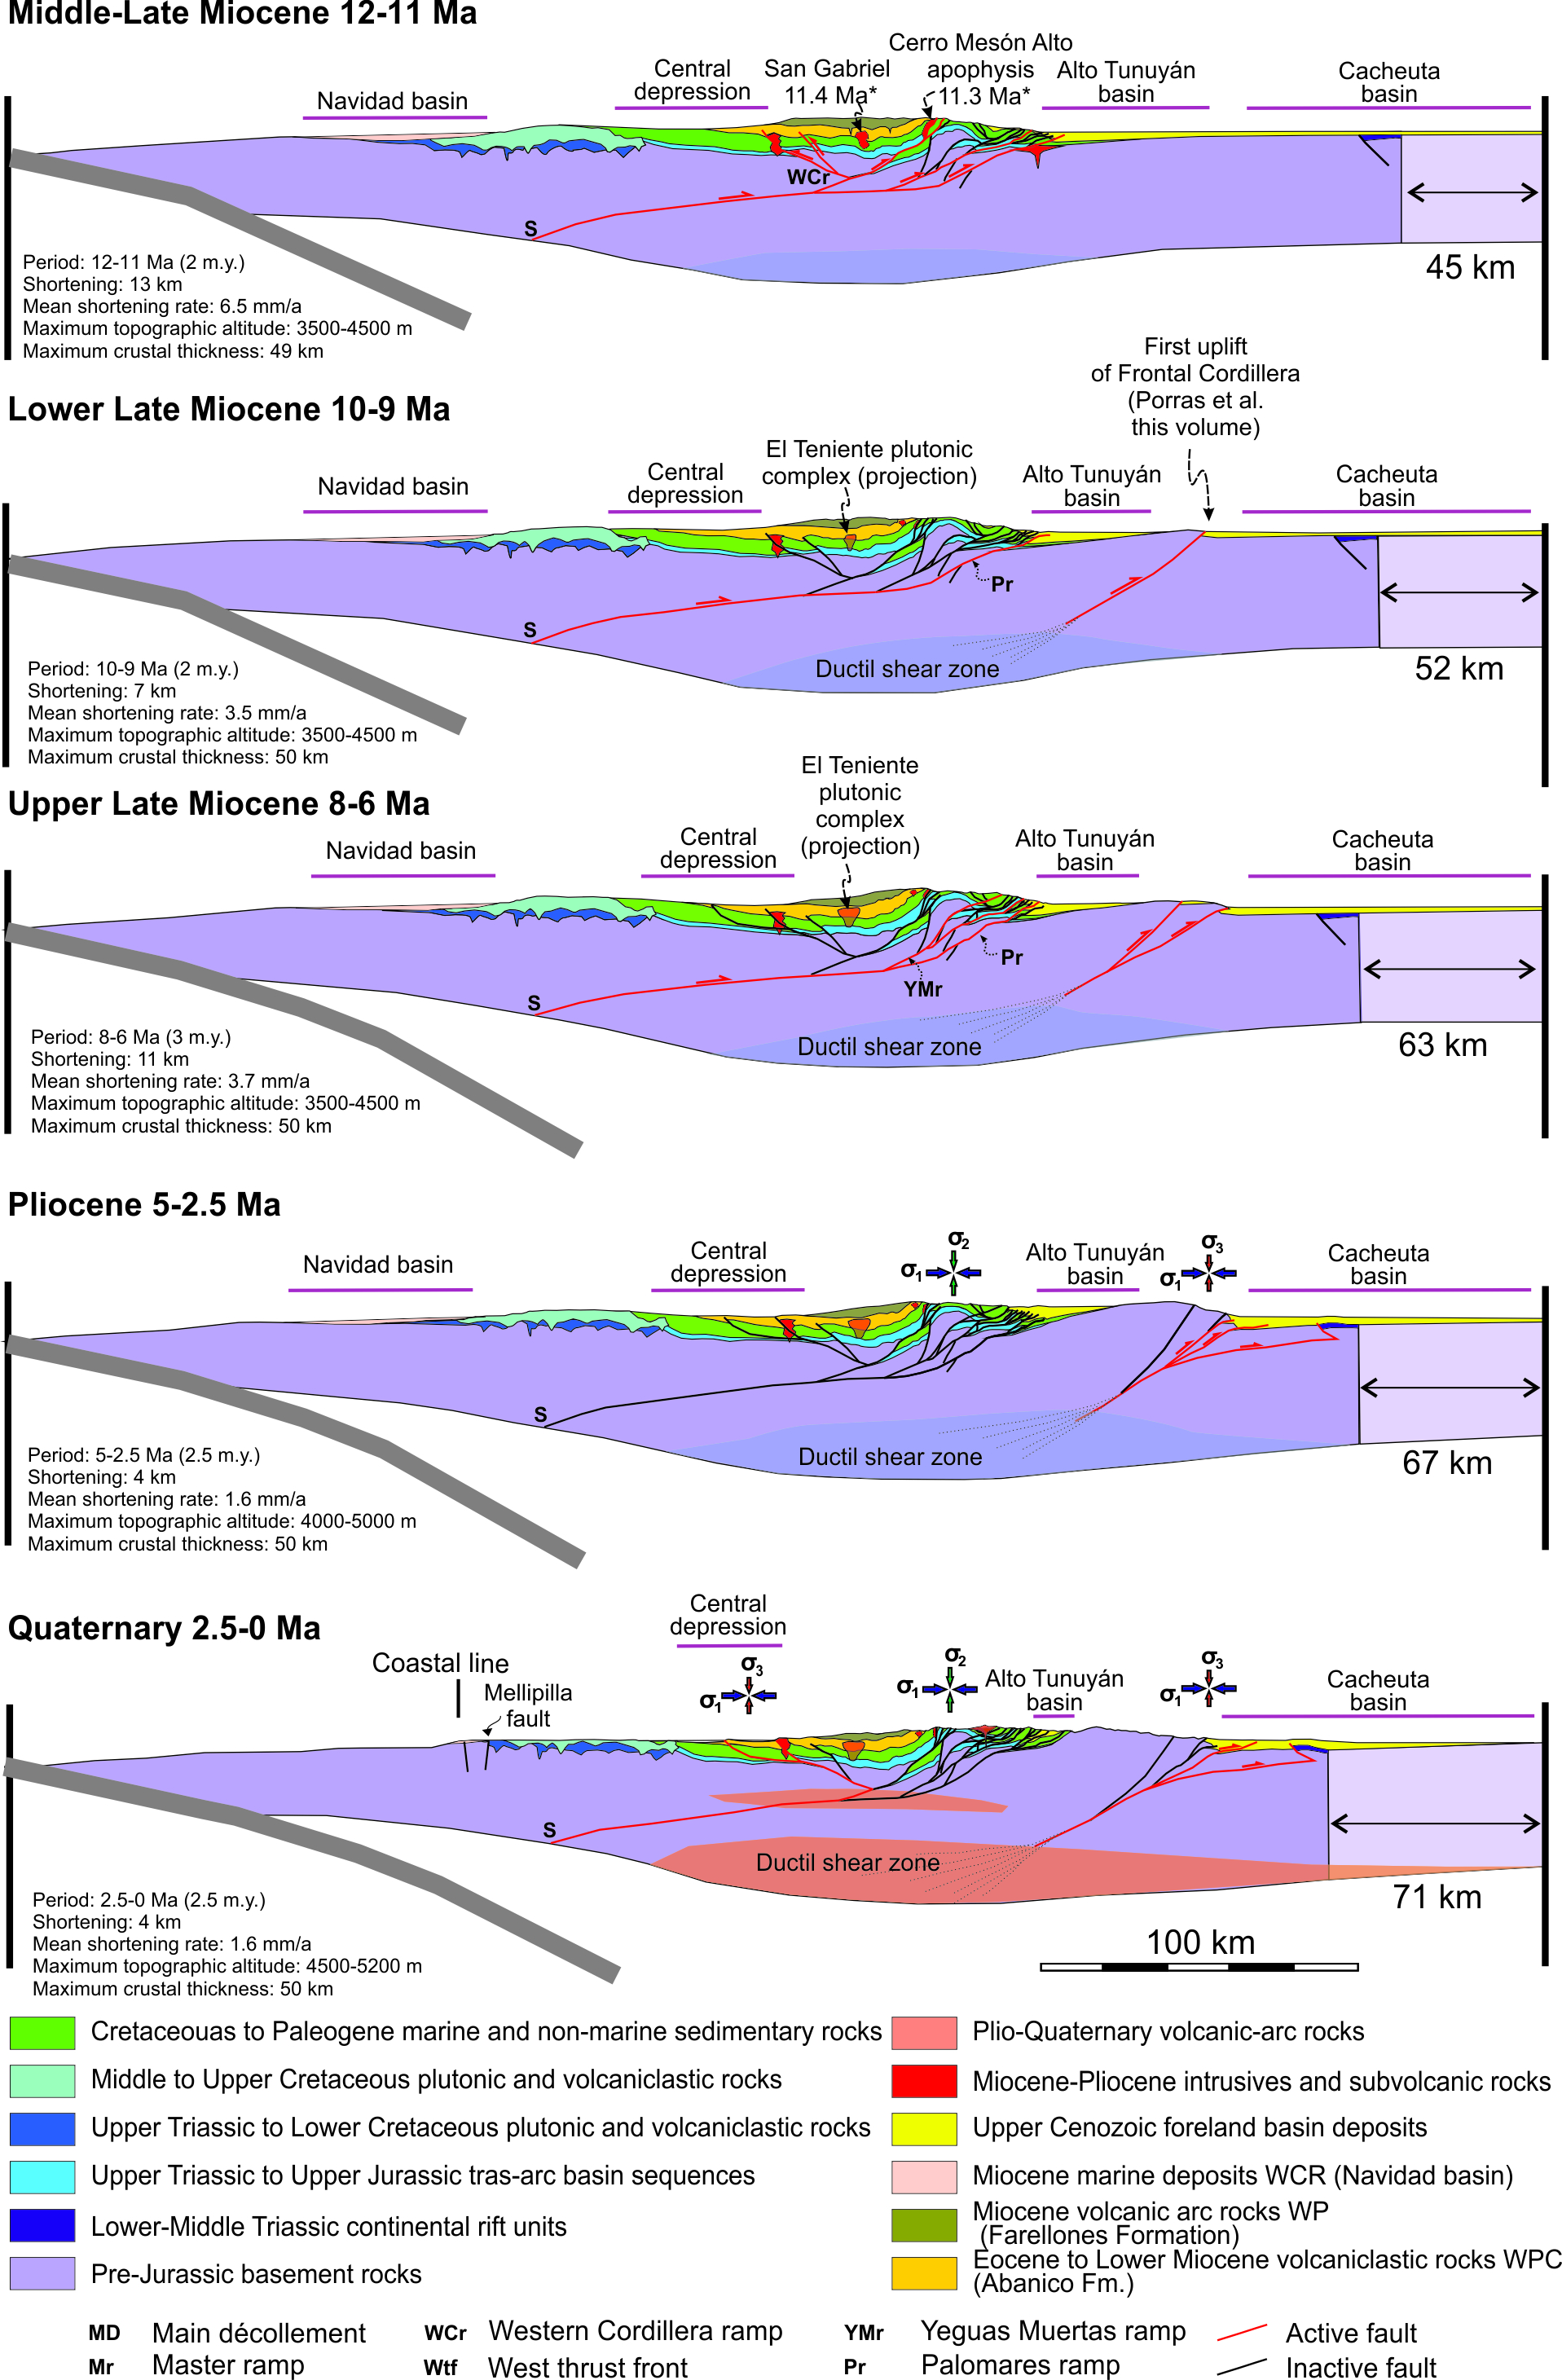 Middle-Late Miocene 12-11 Ma
Cerro Mesón Alto
apophysis
11.3 Ma*
San Gabriel
11.4 Ma*
Central
depression
Navidad basin
Alto Tunuyán
basin
Cacheuta
basin
WCr
S
45 km
Period: 12-11 Ma (2 m.y.)
Shortening: 13 km
Mean shortening rate: 6.5 mm/a
Maximum topographic altitude: 3500-4500 m
Maximum crustal thickness: 49 km
Lower Late Miocene 10-9 Ma
First uplift
of Frontal Cordillera
(Porras et al.
this volume)
El Teniente plutonic
complex (projection)
Navidad basin
Central
depression
Alto Tunuyán
basin
Cacheuta
basin
Pr
S
Ductil shear zone
52 km
Period: 10-9 Ma (2 m.y.)
Shortening: 7 km
Mean shortening rate: 3.5 mm/a
Maximum topographic altitude: 3500-4500 m
Maximum crustal thickness: 50 km
Upper Late Miocene 8-6 Ma
El Teniente
plutonic
complex
(projection)
Navidad basin
Central
depression
Alto Tunuyán
basin
Cacheuta
basin
Pr
YMr
S
Ductil shear zone
63 km
Period: 8-6 Ma (3 m.y.)
Shortening: 11 km
Mean shortening rate: 3.7 mm/a
Maximum topographic altitude: 3500-4500 m
Maximum crustal thickness: 50 km
Pliocene 5-2.5 Ma
Navidad basin
Central
depression
σ2
σ1
Alto Tunuyán
basin
σ3
σ1
Cacheuta
basin
S
Ductil shear zone
67 km
Period: 5-2.5 Ma (2.5 m.y.)
Shortening: 4 km
Mean shortening rate: 1.6 mm/a
Maximum topographic altitude: 4000-5000 m
Maximum crustal thickness: 50 km
Quaternary 2.5-0 Ma
Central
depression
Coastal line
Mellipilla
fault
σ3
σ1
σ2
σ1
Alto Tunuyán
basin
σ3
σ1
Cacheuta
basin
S
Ductil shear zone
71 km
Period: 2.5-0 Ma (2.5 m.y.)
Shortening: 4 km
Mean shortening rate: 1.6 mm/a
Maximum topographic altitude: 4500-5200 m
Maximum crustal thickness: 50 km
100 km
Cretaceouas to Paleogene marine and non-marine sedimentary rocks
Middle to Upper Cretaceous plutonic and volcaniclastic rocks
Upper Triassic to Lower Cretaceous plutonic and volcaniclastic rocks
Upper Triassic to Upper Jurassic tras-arc basin sequences
Lower-Middle Triassic continental rift units
Pre-Jurassic basement rocks
Plio-Quaternary volcanic-arc rocks
Miocene-Pliocene intrusives and subvolcanic rocks
Upper Cenozoic foreland basin deposits
Miocene marine deposits WCR (Navidad basin)
Miocene volcanic arc rocks WP
(Farellones Formation)
Eocene to Lower Miocene volcaniclastic rocks WPC
(Abanico Fm.)
MD Main décollement
Mr Master ramp
WCr Western Cordillera ramp
Wtf West thrust front
YMr Yeguas Muertas ramp
Pr Palomares ramp
Active fault
Inactive fault